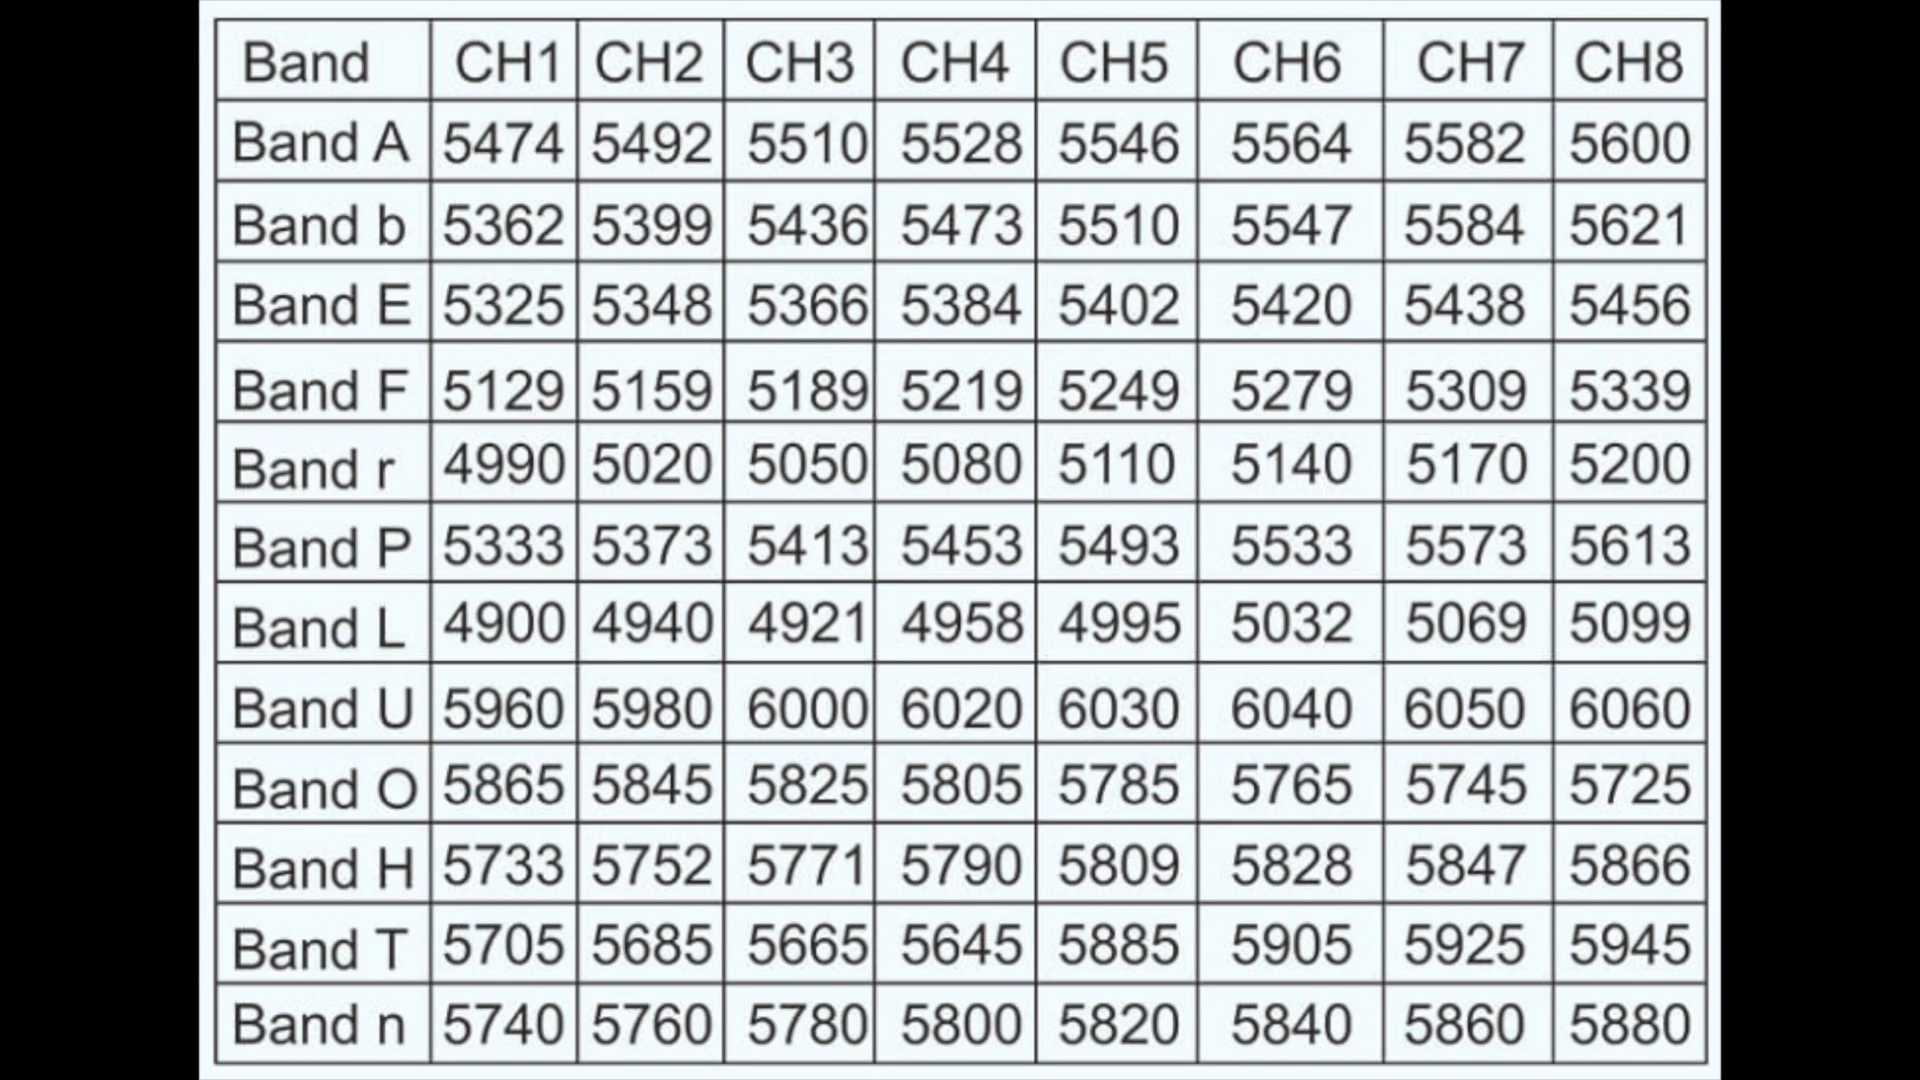 Band CH1 CH2 CH3 CH4 CH5 CH6 CH7 CH8
Band A 5474 5492 5510 5528 5546 5564 5582 5600
Band b 5362 5399 5436 5473 5510 5547 5584 5621
Band E 5325 5348 5366 5384 5402 5420 5438 5456
Band F 5129 5159 5189 5219 5249 5279 5309 5339
Band r 4990 5020 5050 5080 5110 5140 5170 5200
Band P 5333 5373 5413 5453 5493 5533 5573 5613
Band L 4900 4940 4921 4958 4995 5032 5069 5099
Band U 5960 5980 6000 6020 6030 6040 6050 6060
Band O 5865 5845 5825 5805 5785 5765 5745 5725
Band H 5733 5752 5771 5790 5809 5828 5847 5866
Band T 5705 5685 5665 5645 5885 5905 5925 5945
Band n 5740 5760 5780 5800 5820 5840 5860 5880